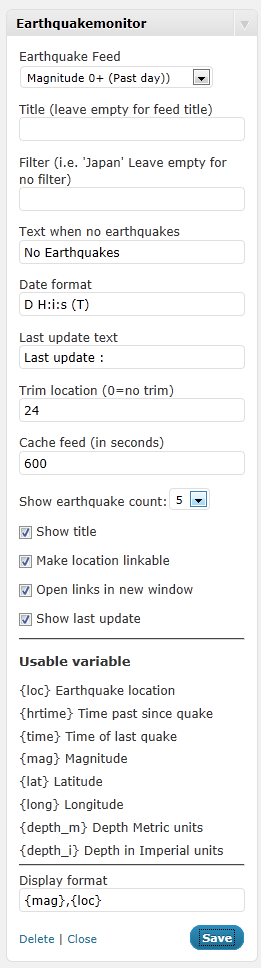 Earthquakemonitor
Earthquake Feed
Magnitude 0+ (Past day))
Title (leave empty for feed title)
Filter (i.e. 'Japan' Leave empty for
no filter)
Text when no earthquakes
No Earthquakes
Date format
D H:i:s (T)
Last update text
Last update :
Trim location (0=no trim)
24
Cache feed (in seconds)
600
Show earthquake count: 5
Show title
Make location linkable
Open links in new window
Show last update
Usable variable
{loc} Earthquake location
{hrtime} Time past since quake
{time} Time of last quake
{mag} Magnitude
{lat} Latitude
{long} Longitude
{depth_m} Depth Metric units
{depth_i} Depth in Imperial units
Display format
{mag},{loc}
Delete | Close Save